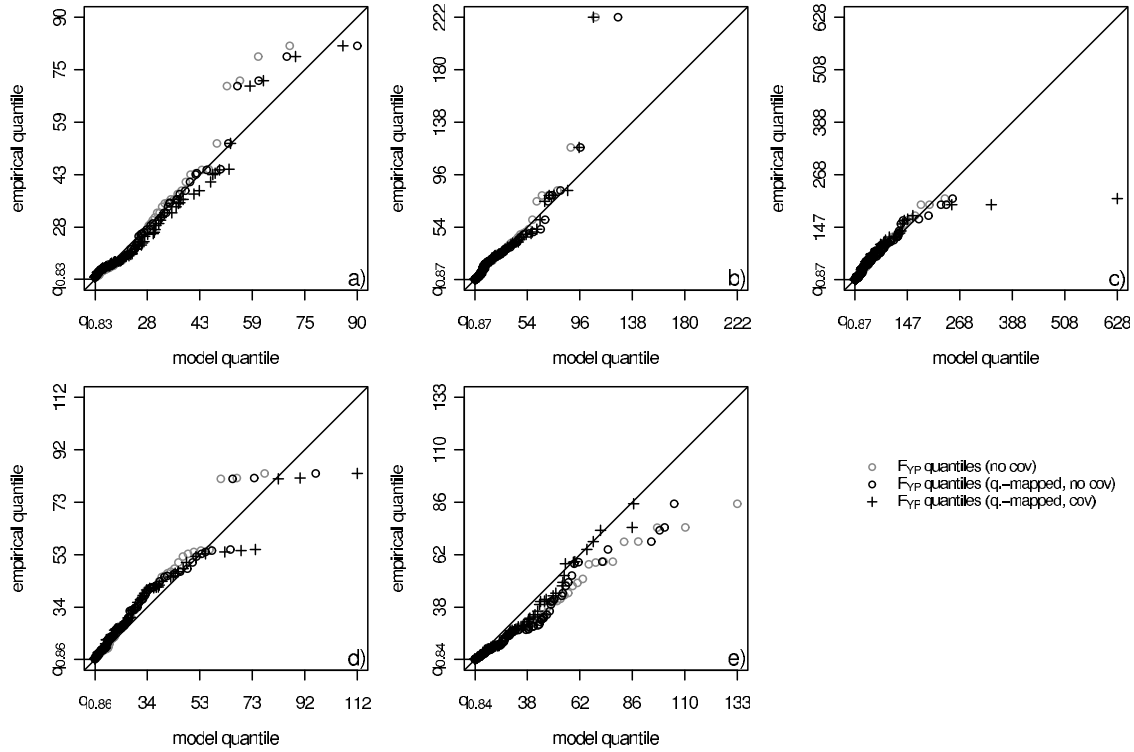 empirical quantile
90
75
59
43
28
q0.83
a)
q0.83 28 43 59 75 90
model quantile
empirical quantile
222
180
138
96
54
q0.87
b)
q0.87 54 96 138 180 222
model quantile
empirical quantile
628
508
388
268
147
q0.87
c)
q0.87 147 268 388 508 628
model quantile
empirical quantile
112
92
73
53
34
q0.86
d)
q0.86 34 53 73 92 112
model quantile
empirical quantile
133
110
86
62
38
q0.84
e)
q0.84 38 62 86 110 133
model quantile
FYP quantiles (no cov)
FYP quantiles (q.-mapped, no cov)
FYP quantiles (q.-mapped, cov)